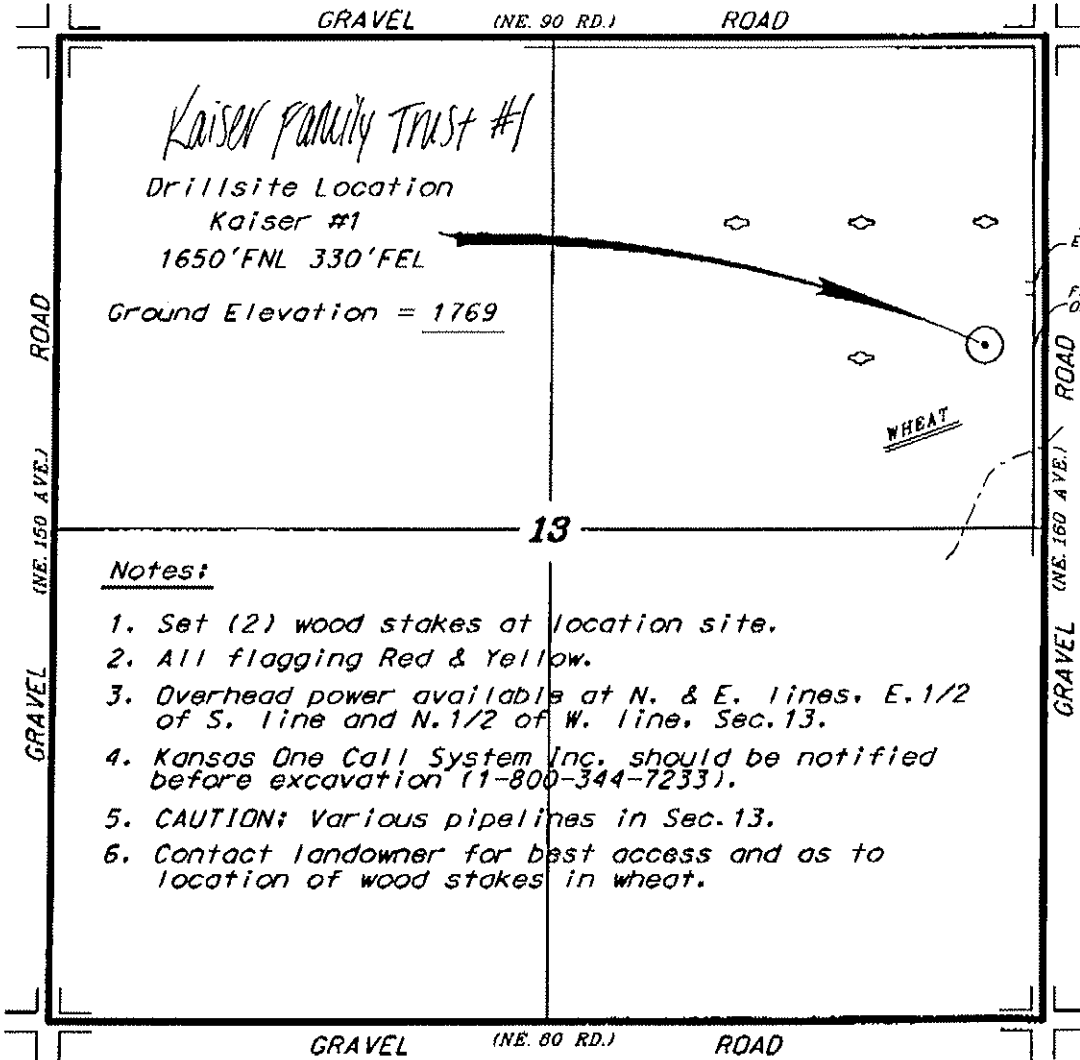 GRAVEL (NE. 90 RD.) ROAD
Kaiser Family Trust #1
Drillsite Location
Kaiser #1
1650'FNL 330'FEL
Ground Elevation = 1769
E
F
O
WHEAT
GRAVEL (NE. 150 AVE.) ROAD
GRAVEL (NE. 160 AVE.) ROAD
13
Notes:
1. Set (2) wood stakes at location site.
2. All flagging Red & Yellow.
3. Overhead power available at N. & E. lines. E.1/2
of S. line and N.1/2 of W. line. Sec.13.
4. Kansas One Call System Inc. should be notified
before excavation (1-800-344-7233).
5. CAUTION: Various pipelines in Sec.13.
6. Contact landowner for best access and as to
location of wood stakes in wheat.
GRAVEL (NE. 80 RD.) ROAD